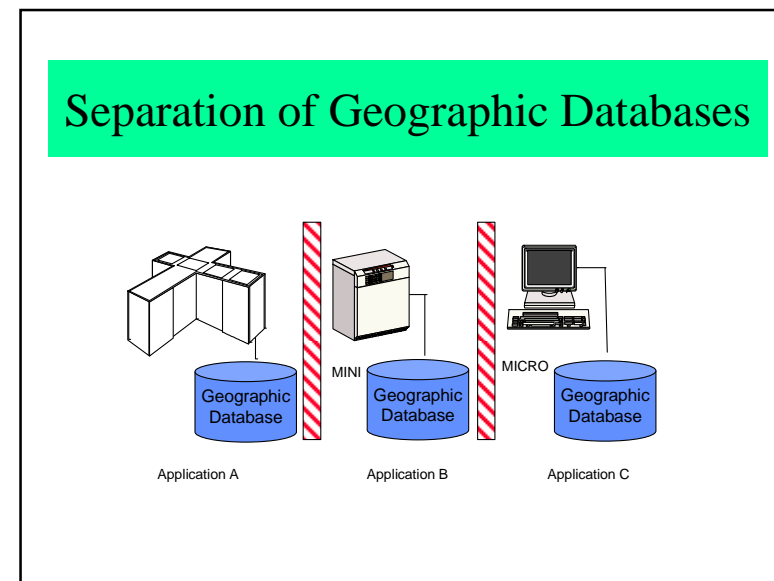 Separation of Geographic Databases
MINI
MICRO
Geographic
Database
Geographic
Database
Geographic
Database
Application A
Application B
Application C